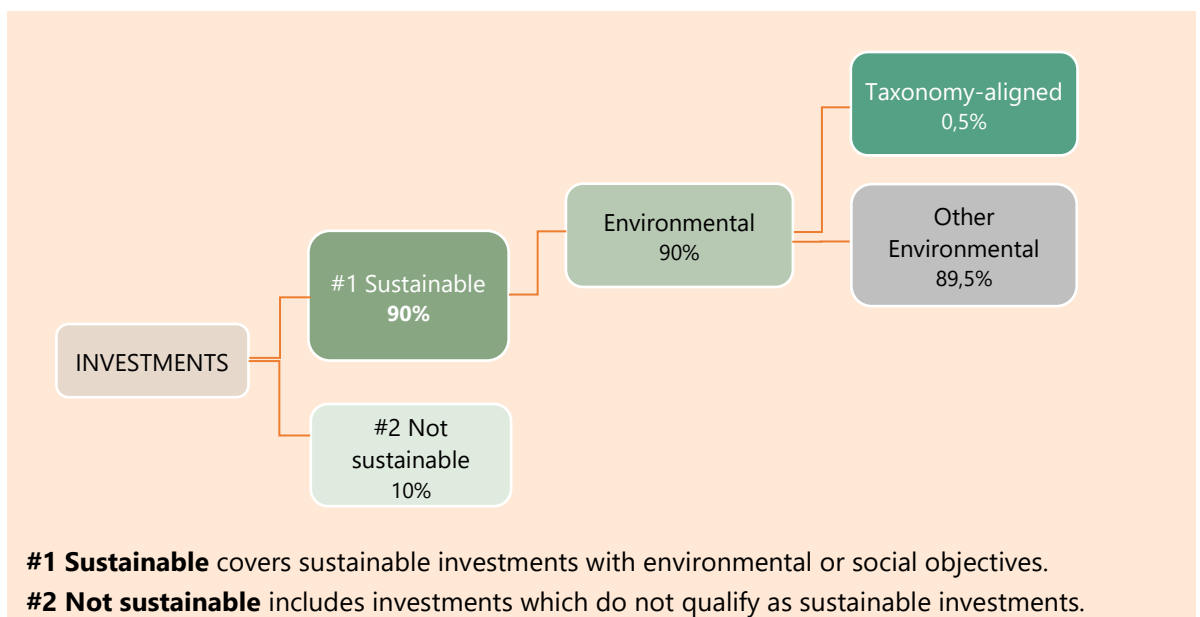 INVESTMENTS
#1 Sustainable
90%
#2 Not
sustainable
10%
Environmental
90%
Taxonomy-aligned
0,5%
Other
Environmental
89,5%
#1 Sustainable covers sustainable investments with environmental or social objectives.
#2 Not sustainable includes investments which do not qualify as sustainable investments.